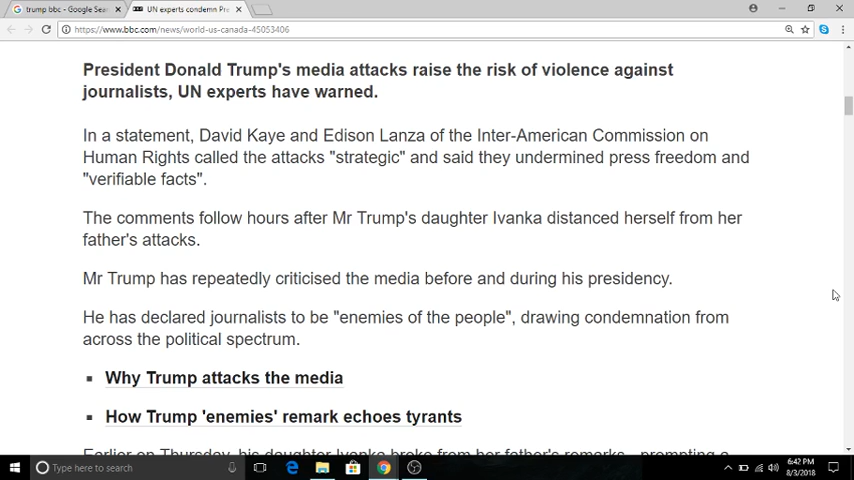 trump bbc - Google Sea
UN experts condemn Pre
https://www.bbc.com/news/world-us-canada-45053406
President Donald Trump's media attacks raise the risk of violence against
journalists, UN experts have warned.
In a statement, David Kaye and Edison Lanza of the Inter-American Commission on
Human Rights called the attacks "strategic" and said they undermined press freedom and
"verifiable facts".
The comments follow hours after Mr Trump's daughter Ivanka distanced herself from her
father's attacks.
Mr Trump has repeatedly criticised the media before and during his presidency.
He has declared journalists to be "enemies of the people", drawing condemnation from
across the political spectrum.
Why Trump attacks the media
How Trump 'enemies' remark echoes tyrants
Earlier on Thursday, his daughter Ivanka broke from her father's remarks, prompting a
Type here to search
6:42 PM
8/3/2018